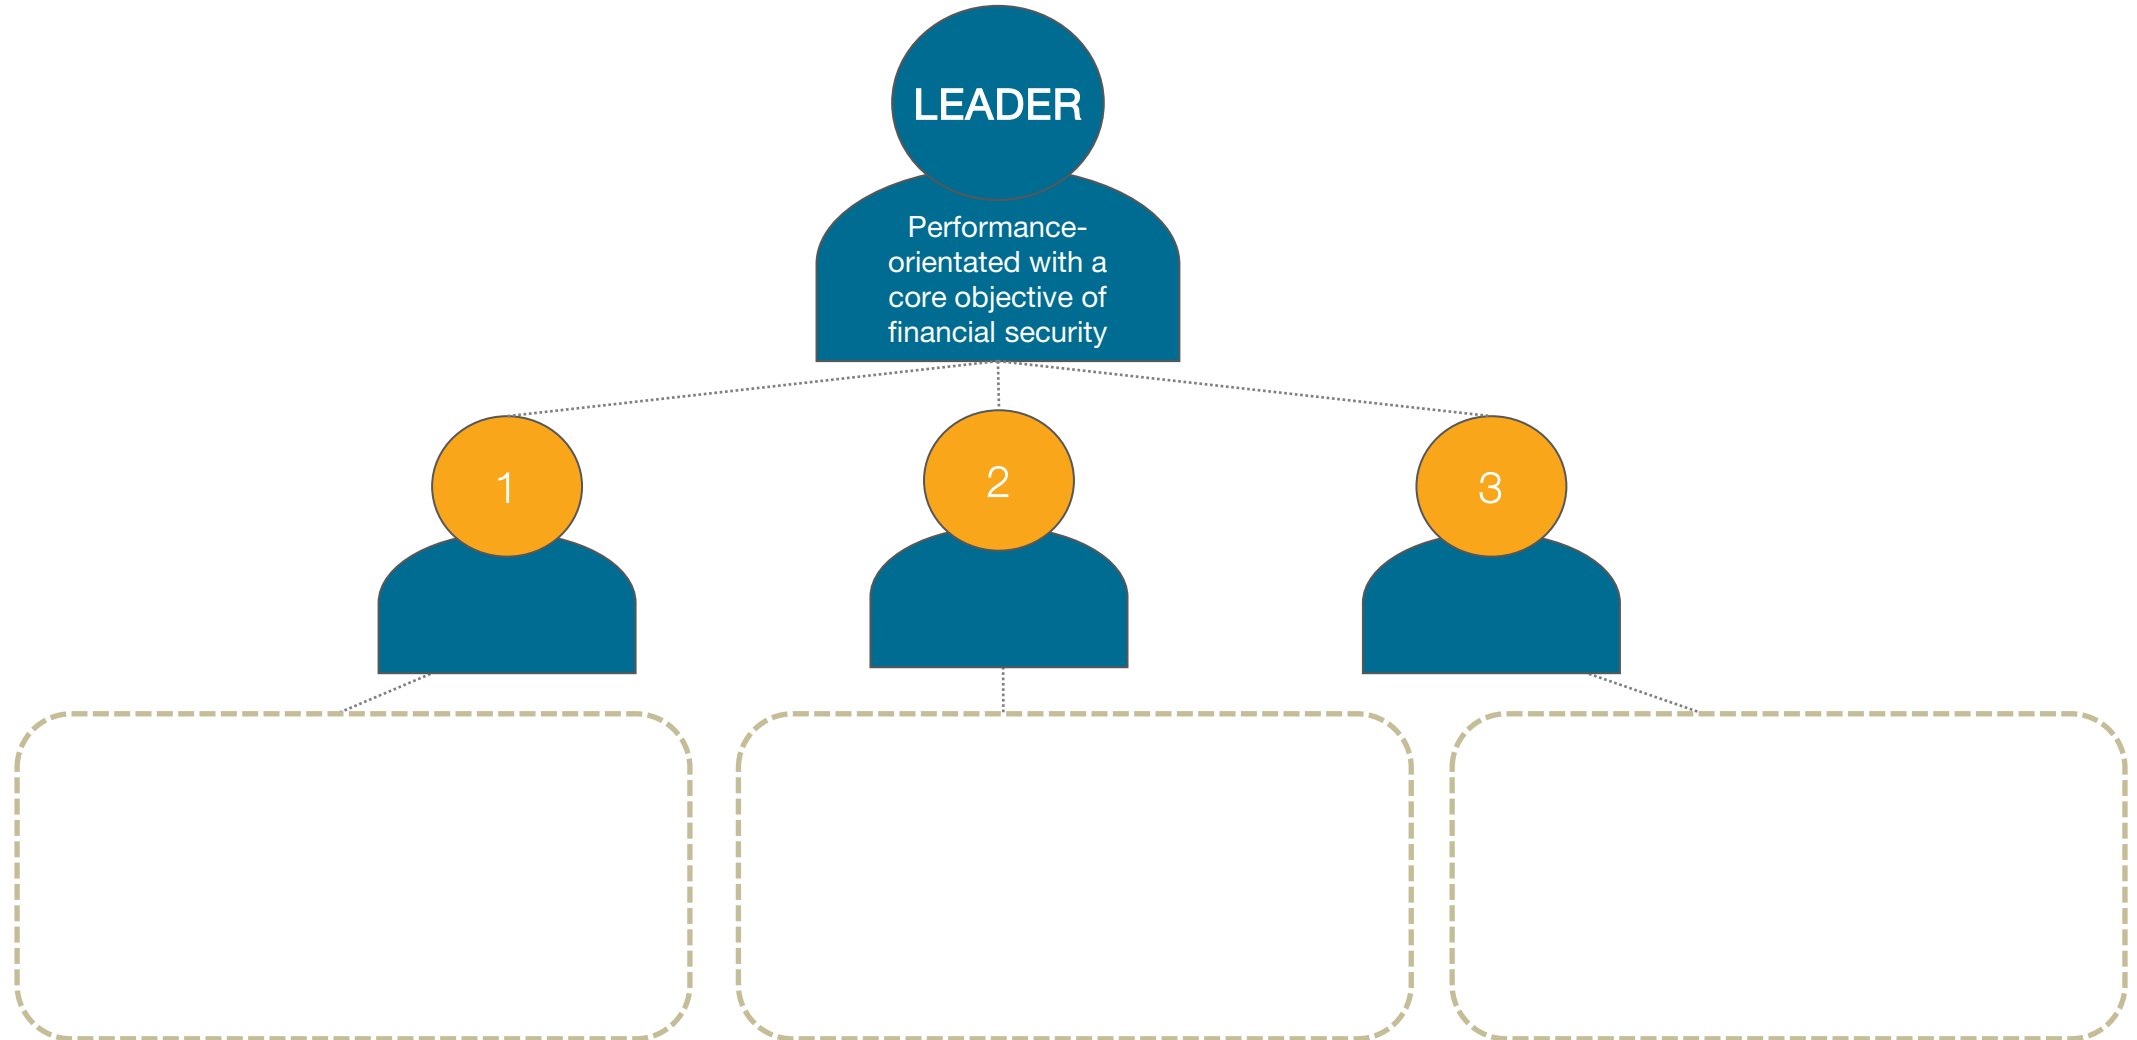 LEADER
Performance-
orientated with a
core objective of
financial security
1
2
3